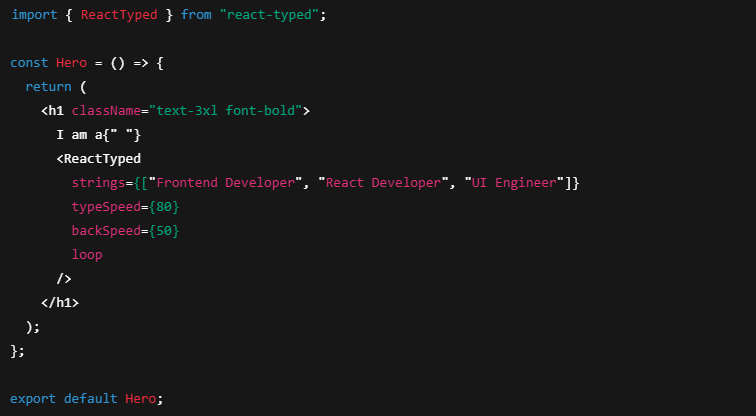 import { ReactTyped } from "react-typed";
const Hero = () => {
return (
<h1 className="text-3xl font-bold">
I am a{" "}
<ReactTyped
strings={["Frontend Developer", "React Developer", "UI Engineer"]}
typeSpeed={80}
backSpeed={50}
loop
/>
</h1>
);
};
export default Hero;